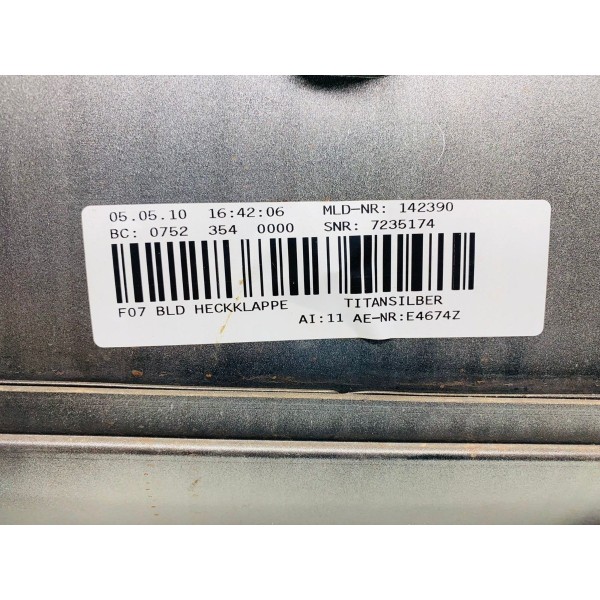 05.05.10 16:42:06 MLD-NR: 142390
BC: 0752 354 0000 SNR: 7235174
F07 BLD HECKKLAPPE TITANSILBER
AI:11 AE-NR:E4674Z